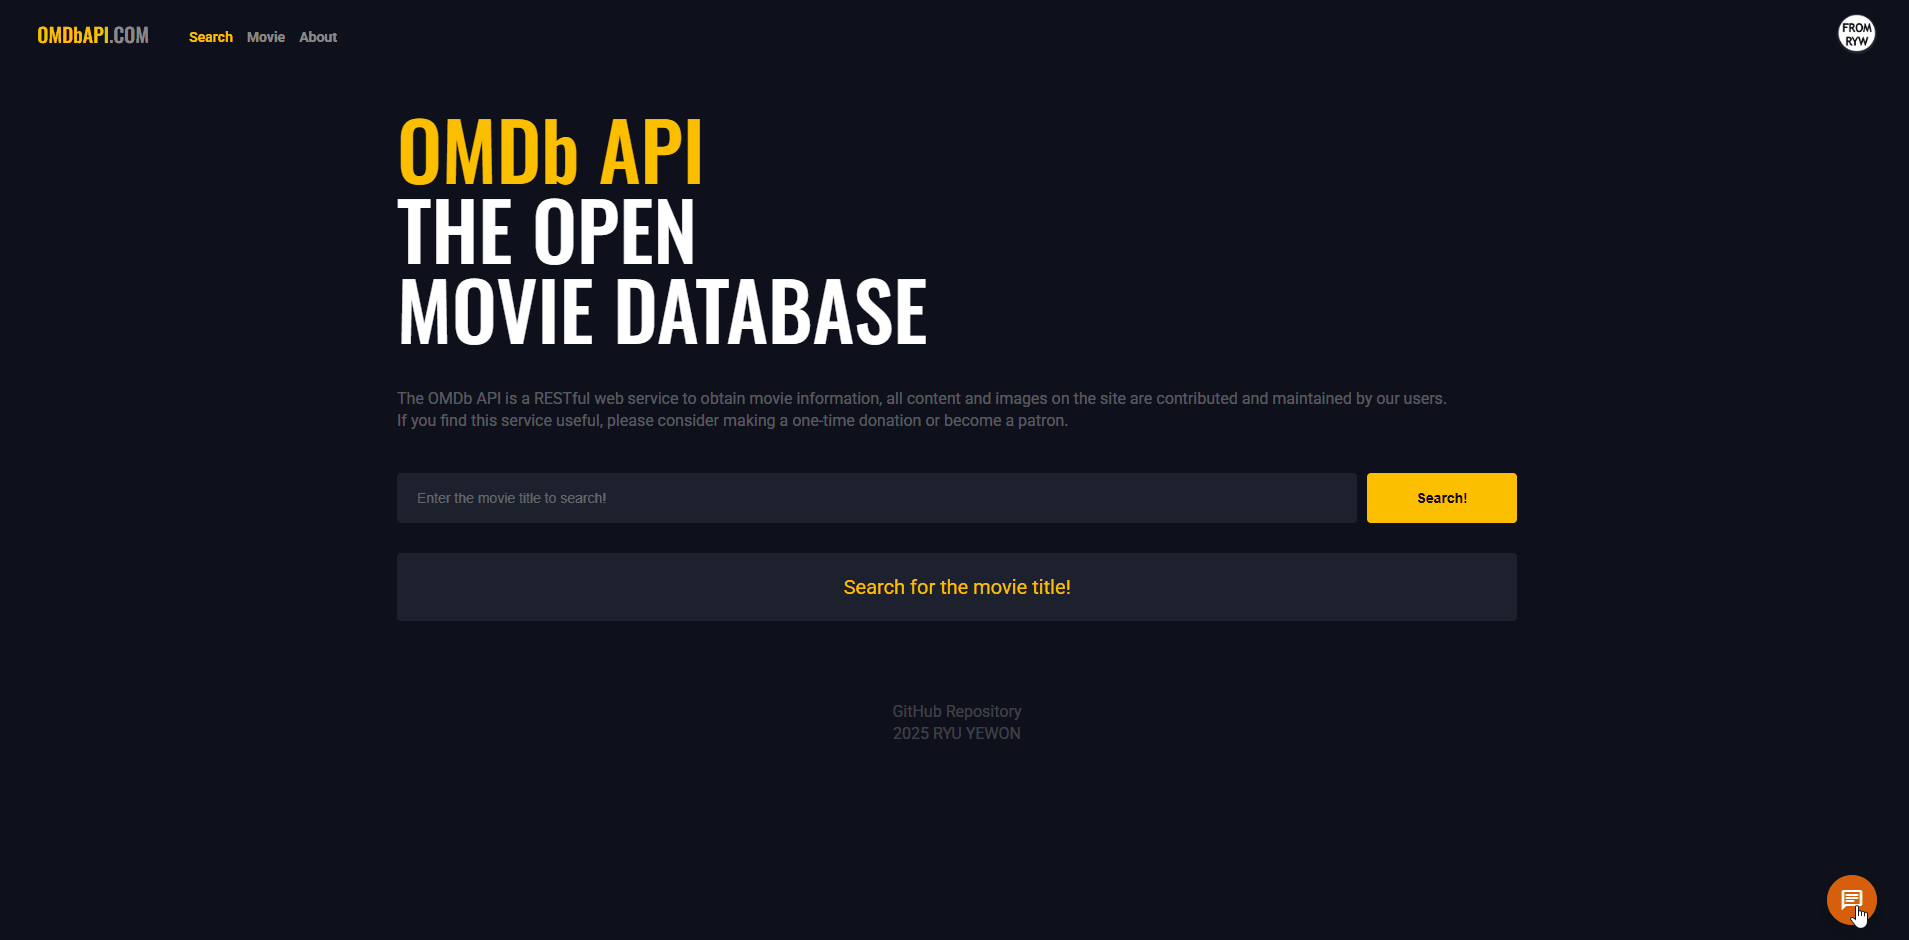 OMDbAPI.COM
Search Movie About
FROM
RYW
OMDb API
THE OPEN
MOVIE DATABASE
The OMDb API is a RESTful web service to obtain movie information, all content and images on the site are contributed and maintained by our users.
If you find this service useful, please consider making a one-time donation or become a patron.
Enter the movie title to search!
Search!
Search for the movie title!
GitHub Repository
2025 RYU YEWON